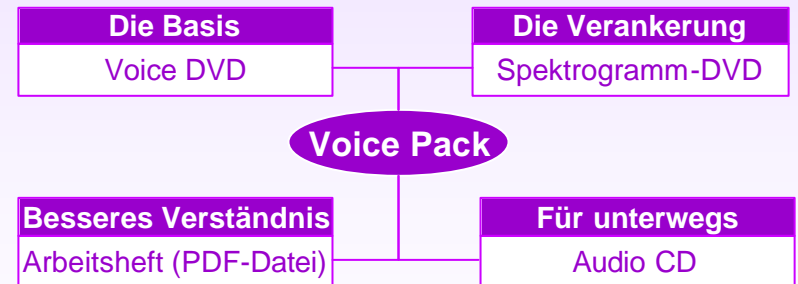 Die Basis
Voice DVD
Die Verankerung
Spektrogramm-DVD
Voice Pack
Besseres Verständnis
Arbeitsheft (PDF-Datei)
Für unterwegs
Audio CD